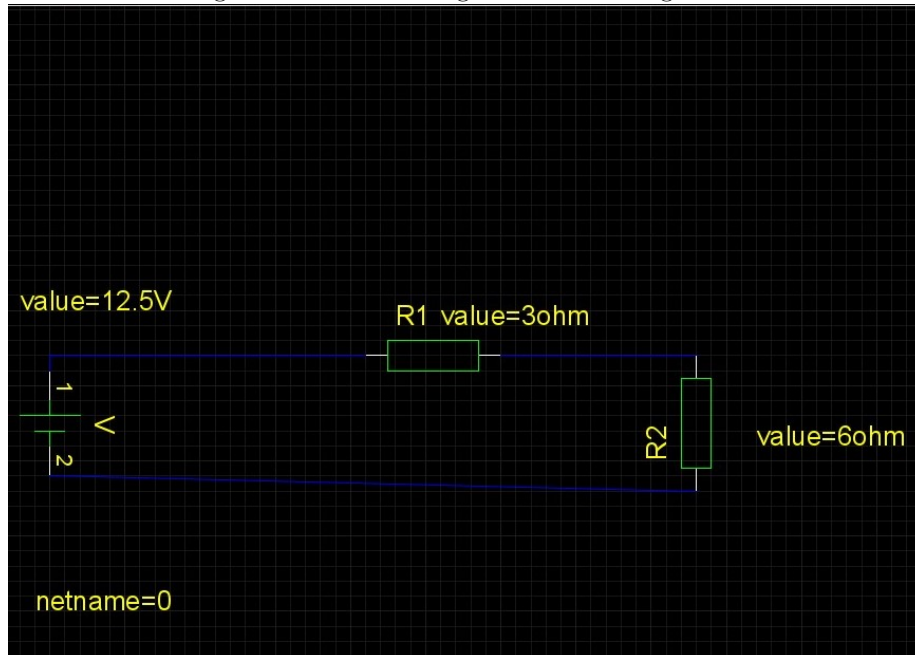 value=12.5V
R1 value=3ohm
1
V
2
R2
value=6ohm
netname=0